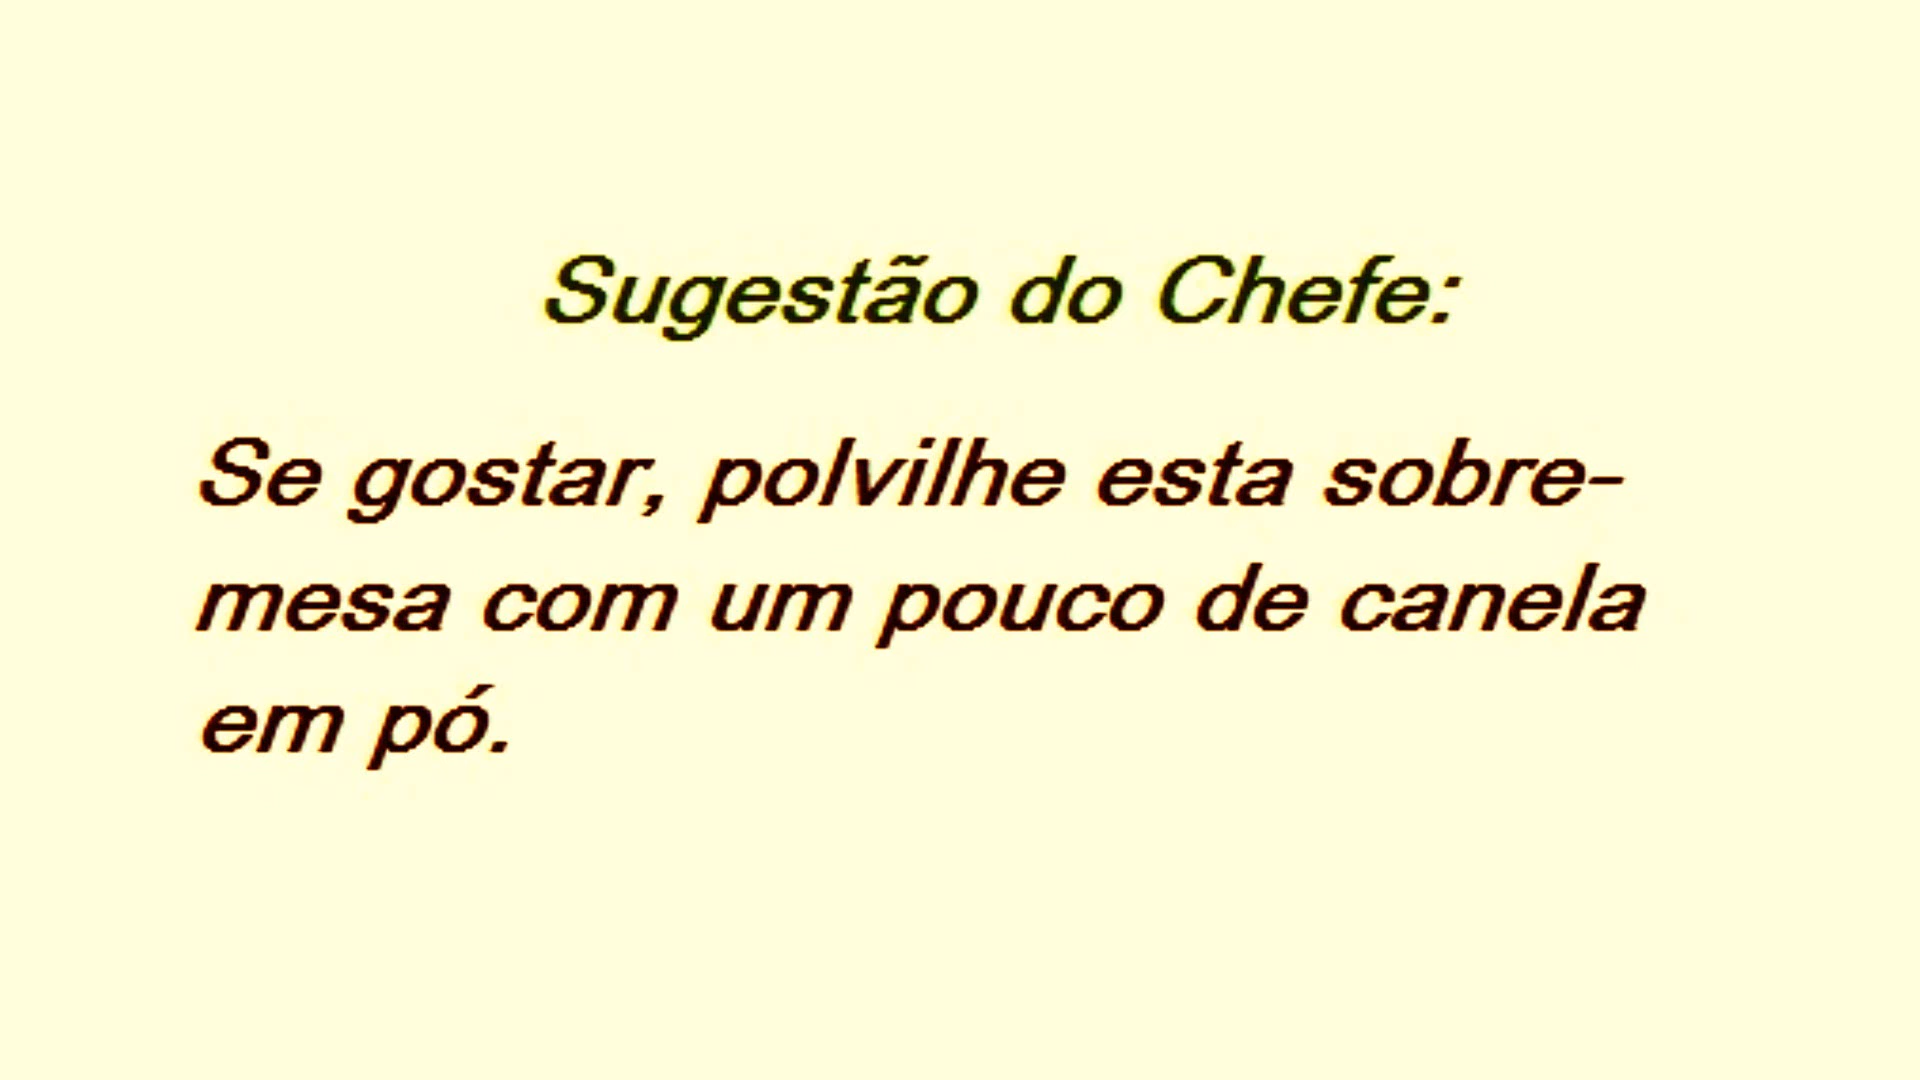 Sugestão do Chefe:
Se gostar, polvilhe esta sobre-
mesa com um pouco de canela
em pó.